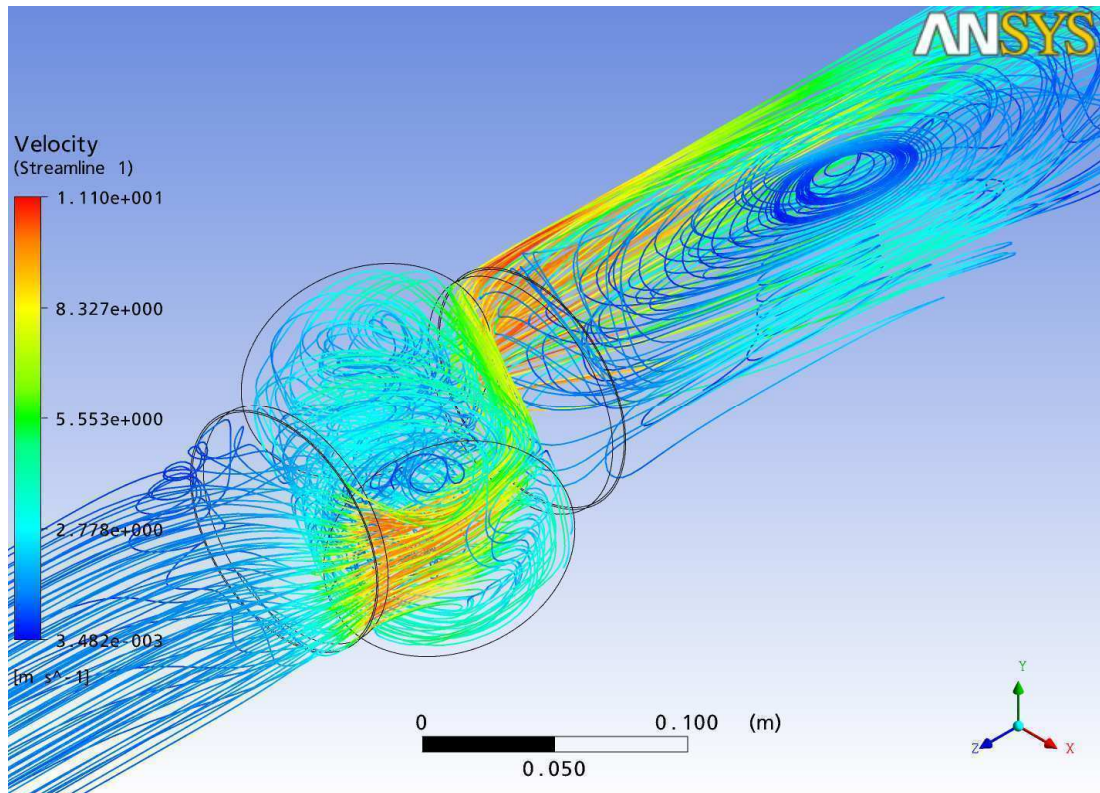 ANSYS
Velocity
(Streamline 1)
1.110e+001
8.327e+000
5.553e+000
2.778e+000
3.482e-003
[m s^-1]
0 0.100 (m)
0.050
Y
Z X